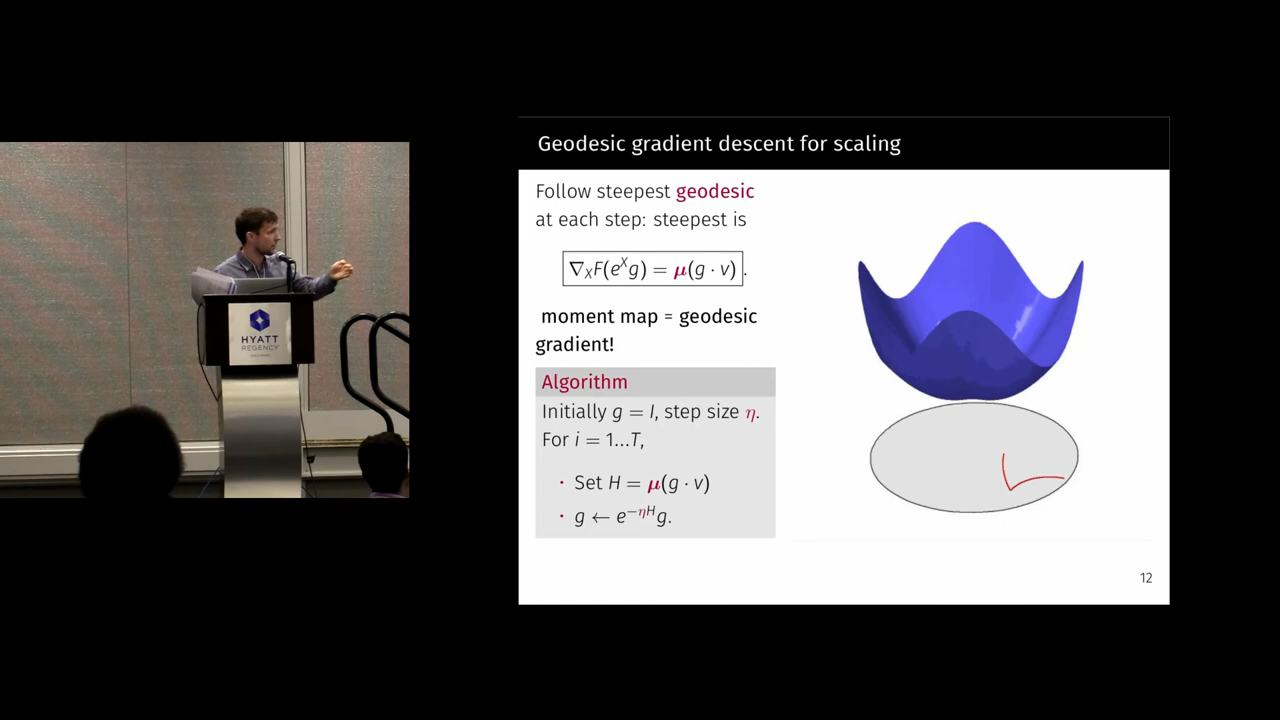 HYATT
REGENCY
Geodesic gradient descent for scaling
Follow steepest geodesic
at each step: steepest is
∇ₓF(eˣg) = μ(g · v).
moment map = geodesic
gradient!
Algorithm
Initially g = I, step size η.
For i = 1...T,
· Set H = μ(g · v)
· g ← e^{−ηH}g.
12